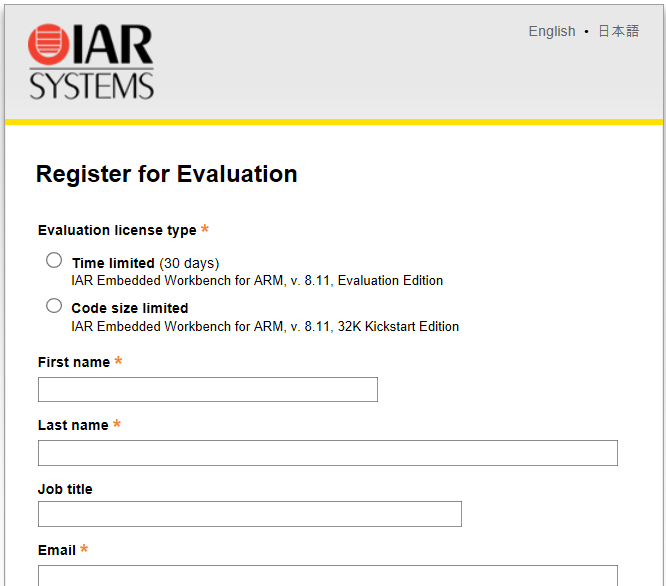 IAR
SYSTEMS
English • 日本語
Register for Evaluation
Evaluation license type *
Time limited (30 days)
IAR Embedded Workbench for ARM, v. 8.11, Evaluation Edition
Code size limited
IAR Embedded Workbench for ARM, v. 8.11, 32K Kickstart Edition
First name *
Last name *
Job title
Email *